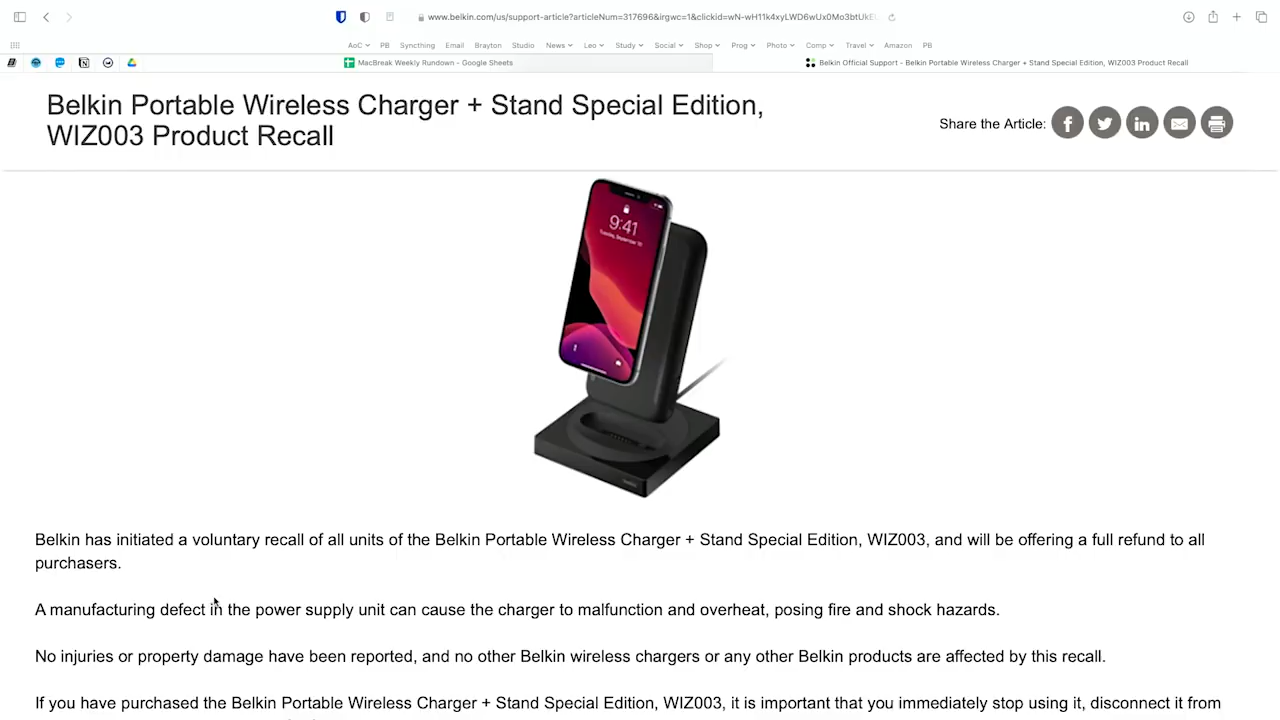 www.belkin.com/us/support-article?articleNum=317696&irgwc=1&clickid=wN-wH11k4xyLWD6wUx0Mo3btUkE
AoC PB Syncthing Email Brayton Studio News Leo Study Social Shop Prog Photo Comp Travel Amazon PB
MacBreak Weekly Rundown - Google Sheets
Belkin Official Support - Belkin Portable Wireless Charger + Stand Special Edition, WIZ003 Product Recall
Belkin Portable Wireless Charger + Stand Special Edition,
WIZ003 Product Recall
Share the Article:
9:41
Belkin has initiated a voluntary recall of all units of the Belkin Portable Wireless Charger + Stand Special Edition, WIZ003, and will be offering a full refund to all
purchasers.
A manufacturing defect in the power supply unit can cause the charger to malfunction and overheat, posing fire and shock hazards.
No injuries or property damage have been reported, and no other Belkin wireless chargers or any other Belkin products are affected by this recall.
If you have purchased the Belkin Portable Wireless Charger + Stand Special Edition, WIZ003, it is important that you immediately stop using it, disconnect it from